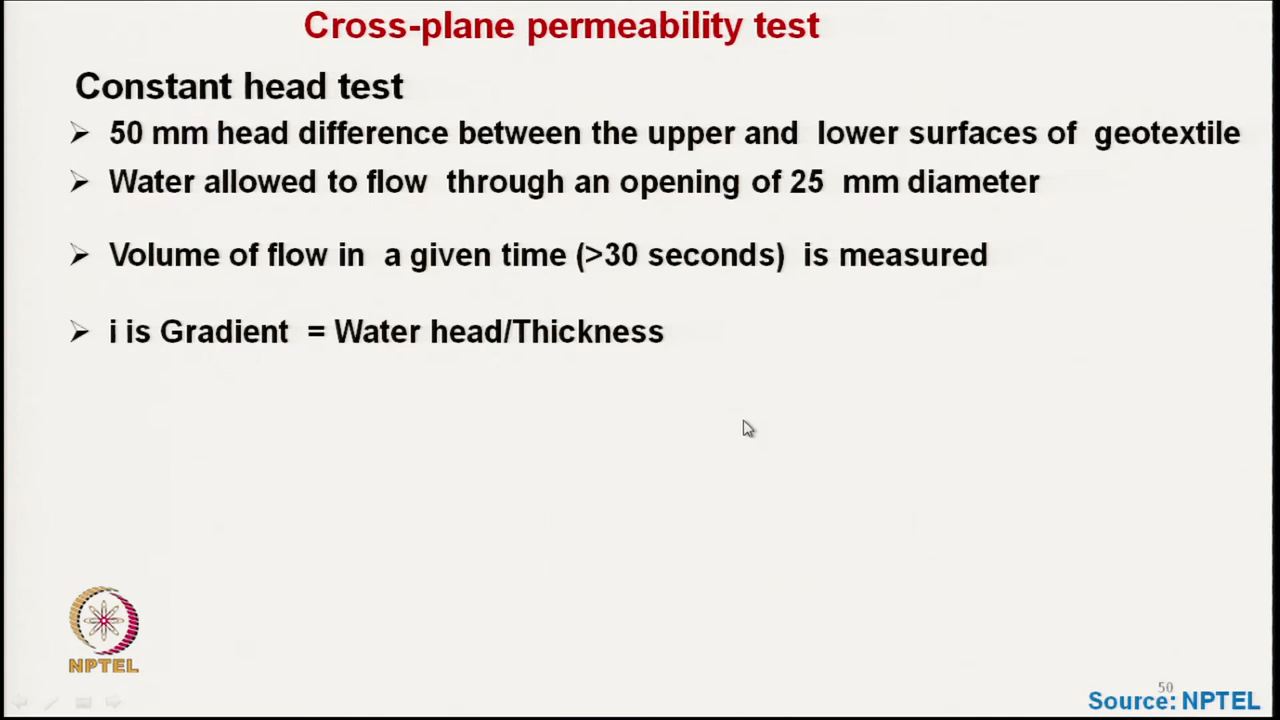 Cross-plane permeability test
Constant head test
➢ 50 mm head difference between the upper and lower surfaces of geotextile
➢ Water allowed to flow through an opening of 25 mm diameter
➢ Volume of flow in a given time (>30 seconds) is measured
➢ i is Gradient = Water head/Thickness
NPTEL
50
Source: NPTEL